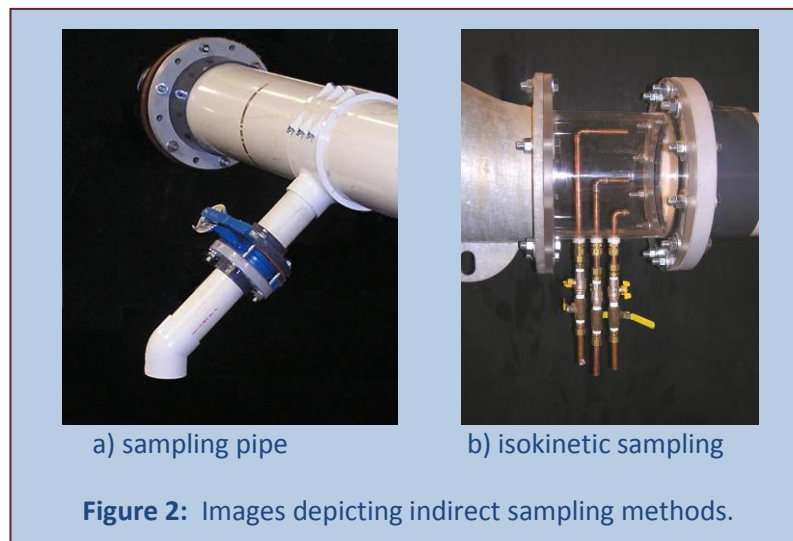 a) sampling pipe
b) isokinetic sampling
Figure 2: Images depicting indirect sampling methods.